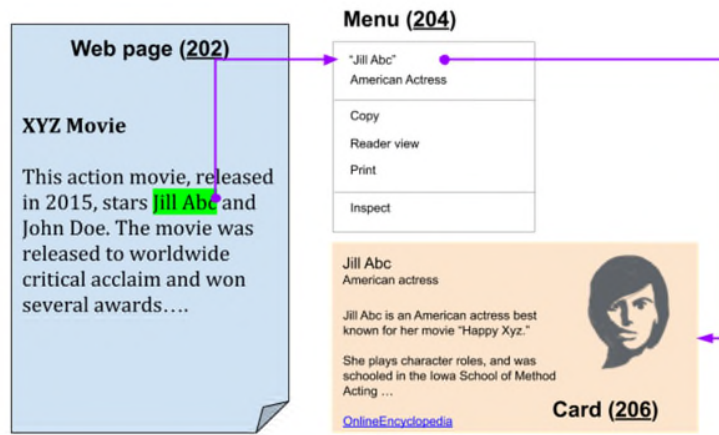 Web page (202)
XYZ Movie
This action movie, released
in 2015, stars Jill Abc and
John Doe. The movie was
released to worldwide
critical acclaim and won
several awards….
Menu (204)
“Jill Abc”
American Actress
Copy
Reader view
Print
Inspect
Jill Abc
American actress
Jill Abc is an American actress best
known for her movie “Happy Xyz.”
She plays character roles, and was
schooled in the Iowa School of Method
Acting …
OnlineEncyclopedia
Card (206)